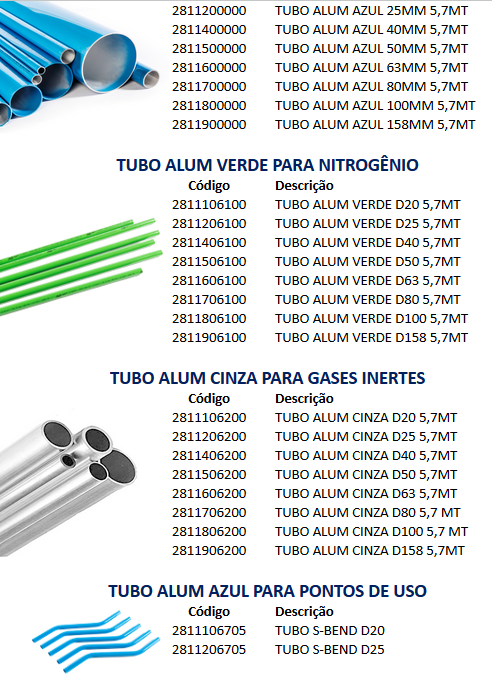 2811200000 TUBO ALUM AZUL 25MM 5,7MT
2811400000 TUBO ALUM AZUL 40MM 5,7MT
2811500000 TUBO ALUM AZUL 50MM 5,7MT
2811600000 TUBO ALUM AZUL 63MM 5,7MT
2811700000 TUBO ALUM AZUL 80MM 5,7MT
2811800000 TUBO ALUM AZUL 100MM 5,7MT
2811900000 TUBO ALUM AZUL 158MM 5,7MT
TUBO ALUM VERDE PARA NITROGÊNIO
Código Descrição
2811106100 TUBO ALUM VERDE D20 5,7MT
2811206100 TUBO ALUM VERDE D25 5,7MT
2811406100 TUBO ALUM VERDE D40 5,7MT
2811506100 TUBO ALUM VERDE D50 5,7MT
2811606100 TUBO ALUM VERDE D63 5,7MT
2811706100 TUBO ALUM VERDE D80 5,7MT
2811806100 TUBO ALUM VERDE D100 5,7MT
2811906100 TUBO ALUM VERDE D158 5,7MT
TUBO ALUM CINZA PARA GASES INERTES
Código Descrição
2811106200 TUBO ALUM CINZA D20 5,7MT
2811206200 TUBO ALUM CINZA D25 5,7MT
2811406200 TUBO ALUM CINZA D40 5,7MT
2811506200 TUBO ALUM CINZA D50 5,7MT
2811606200 TUBO ALUM CINZA D63 5,7MT
2811706200 TUBO ALUM CINZA D80 5,7 MT
2811806200 TUBO ALUM CINZA D100 5,7 MT
2811906200 TUBO ALUM CINZA D158 5,7MT
TUBO ALUM AZUL PARA PONTOS DE USO
Código Descrição
2811106705 TUBO S-BEND D20
2811206705 TUBO S-BEND D25